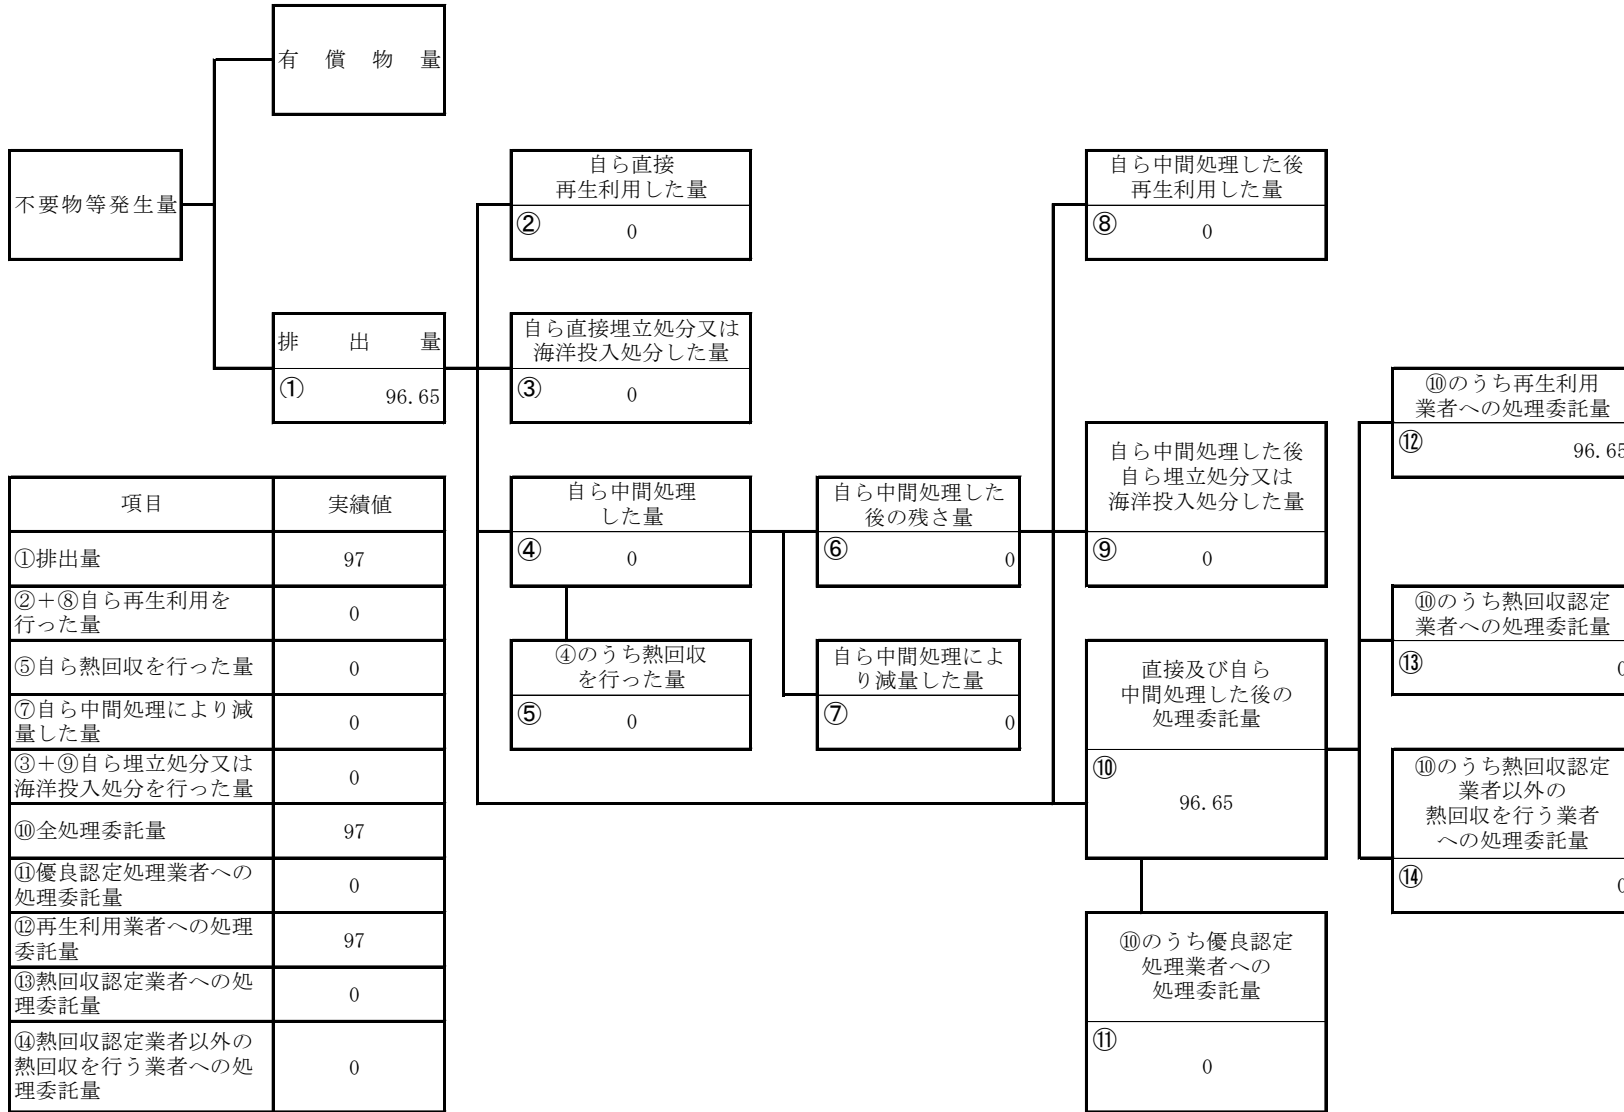 有償物量
不要物等発生量
排出量
① 96.65
自ら直接
再生利用した量
② 0
自ら直接埋立処分又は
海洋投入処分した量
③ 0
自ら中間処理
した量
④ 0
④のうち熱回収
を行った量
⑤ 0
自ら中間処理した
後の残さ量
⑥ 0
自ら中間処理によ
り減量した量
⑦ 0
自ら中間処理した後
再生利用した量
⑧ 0
自ら中間処理した後
自ら埋立処分又は
海洋投入処分した量
⑨ 0
直接及び自ら
中間処理した後の
処理委託量
⑩
96.65
⑩のうち優良認定
処理業者への
処理委託量
⑪
0
⑩のうち再生利用
業者への処理委託量
⑫ 96.65
⑩のうち熱回収認定
業者への処理委託量
⑬ 0
⑩のうち熱回収認定
業者以外の
熱回収を行う業者
への処理委託量
⑭ 0
項目 実績値
①排出量 97
②+⑧自ら再生利用を
行った量 0
⑤自ら熱回収を行った量 0
⑦自ら中間処理により減
量した量 0
③+⑨自ら埋立処分又は
海洋投入処分を行った量 0
⑩全処理委託量 97
⑪優良認定処理業者への
処理委託量 0
⑫再生利用業者への処理
委託量 97
⑬熱回収認定業者への処
理委託量 0
⑭熱回収認定業者以外の
熱回収を行う業者への処
理委託量 0